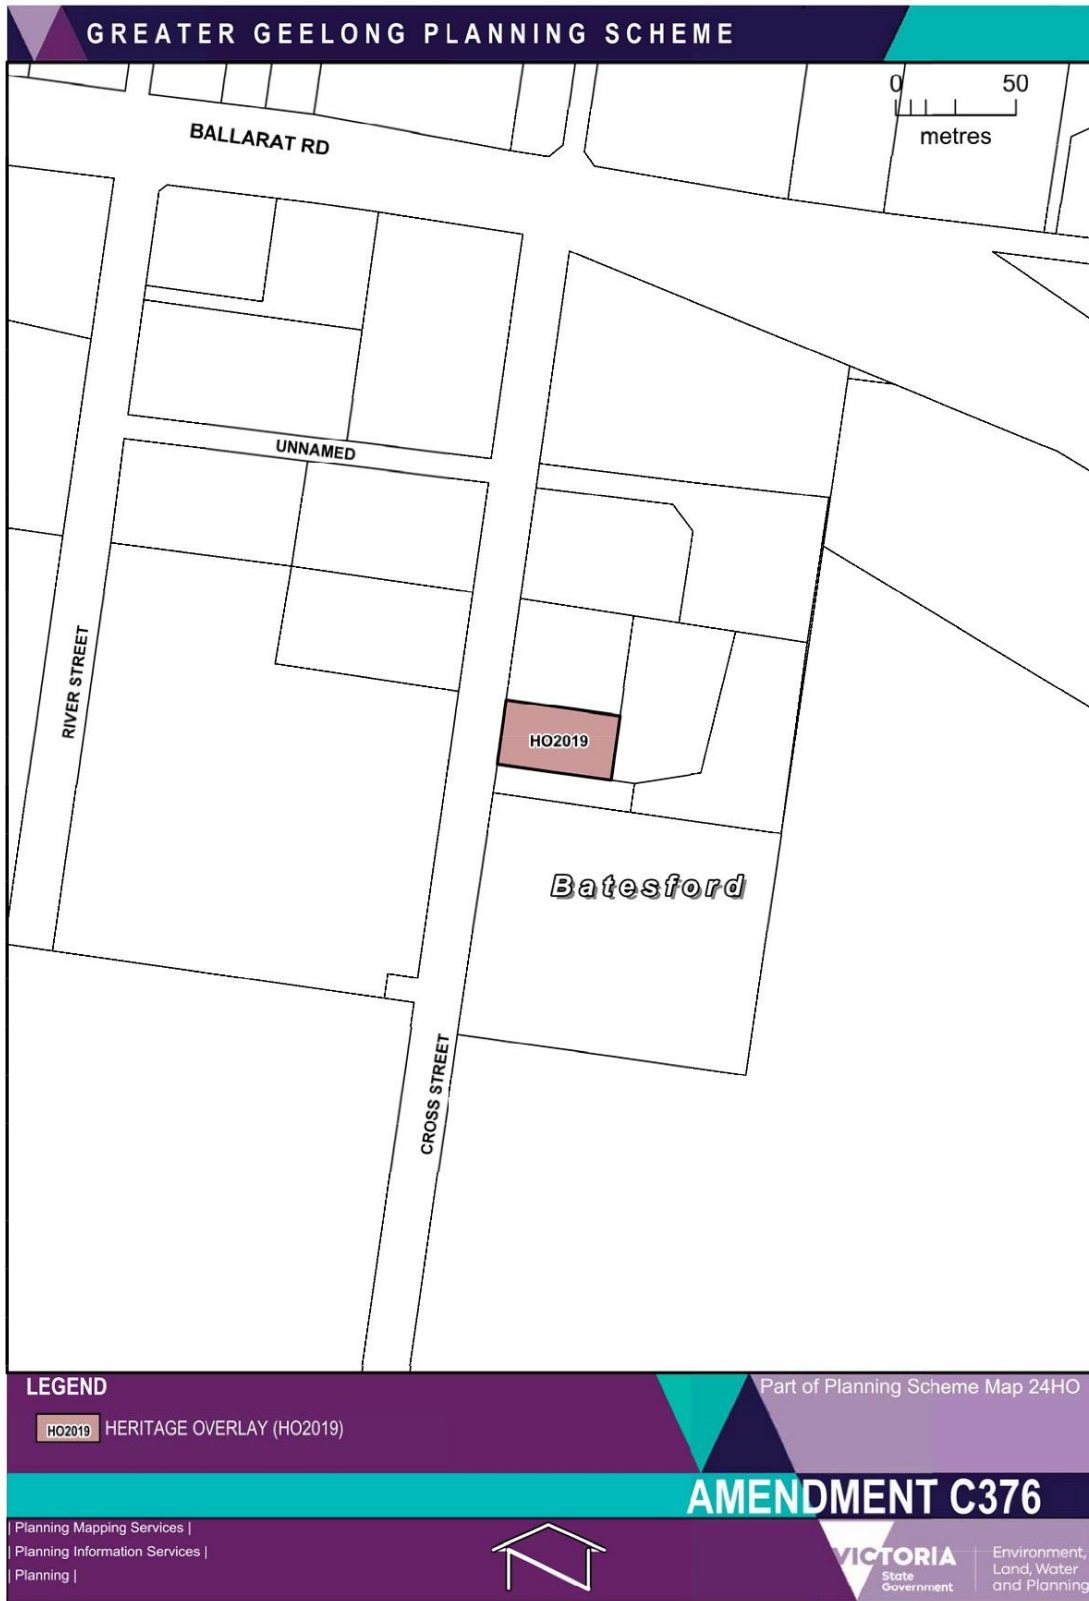 GREATER GEELONG PLANNING SCHEME
0 50
metres
BALLARAT RD
UNNAMED
RIVER STREET
HO2019
Batesford
CROSS STREET
LEGEND
Part of Planning Scheme Map 24HO
HO2019 HERITAGE OVERLAY (HO2019)
AMENDMENT C376
| Planning Mapping Services |
| Planning Information Services |
| Planning |
N
VICTORIA
State
Government
Environment,
Land, Water
and Planning